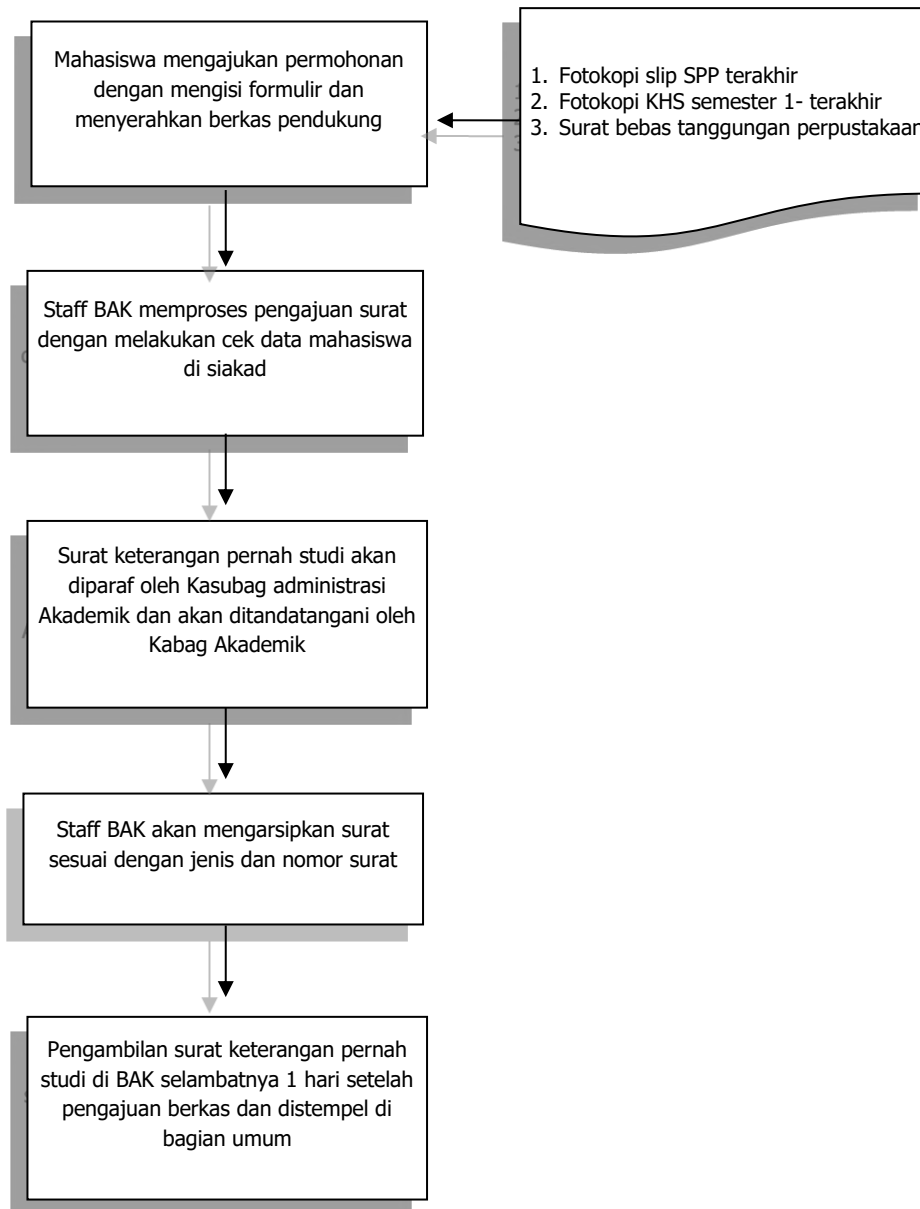 Mahasiswa mengajukan permohonan
dengan mengisi formulir dan
menyerahkan berkas pendukung
1. Fotokopi slip SPP terakhir
2. Fotokopi KHS semester 1- terakhir
3. Surat bebas tanggungan perpustakaan
Staff BAK memproses pengajuan surat
dengan melakukan cek data mahasiswa
di siakad
Surat keterangan pernah studi akan
diparaf oleh Kasubag administrasi
Akademik dan akan ditandatangani oleh
Kabag Akademik
Staff BAK akan mengarsipkan surat
sesuai dengan jenis dan nomor surat
Pengambilan surat keterangan pernah
studi di BAK selambatnya 1 hari setelah
pengajuan berkas dan distempel di
bagian umum